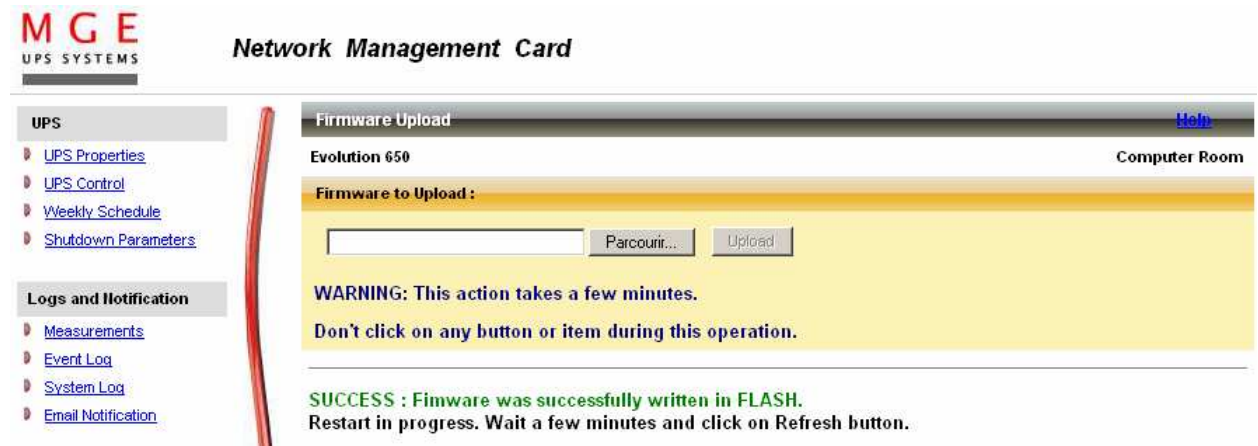 MGE
UPS SYSTEMS
Network Management Card
UPS
UPS Properties
UPS Control
Weekly Schedule
Shutdown Parameters
Logs and Notification
Measurements
Event Log
System Log
Email Notification
Firmware Upload Help
Evolution 650 Computer Room
Firmware to Upload :
Parcourir... Upload
WARNING: This action takes a few minutes.
Don't click on any button or item during this operation.
SUCCESS : Fimware was successfully written in FLASH.
Restart in progress. Wait a few minutes and click on Refresh button.